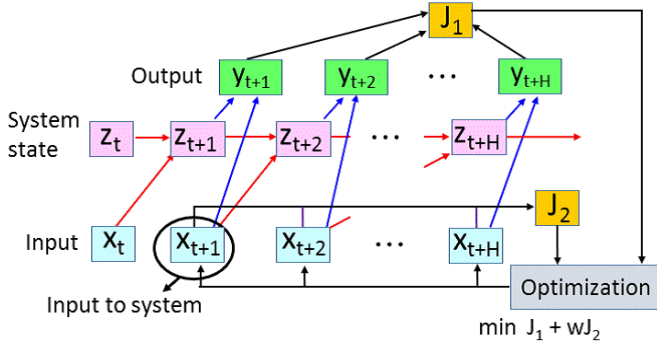 J1
Output
yt+1
yt+2
...
yt+H
System
state
zt
zt+1
zt+2
...
zt+H
J2
Input
xt
xt+1
xt+2
...
xt+H
Input to system
Optimization
min J1 + wJ2